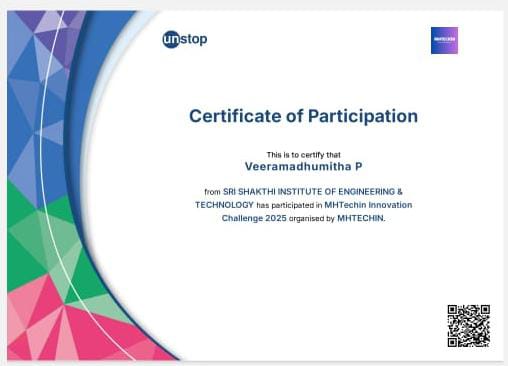 unstop
MHTECHIN
Certificate of Participation
This is to certify that
Veeramadhumitha P
from SRI SHAKTHI INSTITUTE OF ENGINEERING &
TECHNOLOGY has participated in MHTechin Innovation
Challenge 2025 organised by MHTECHIN.